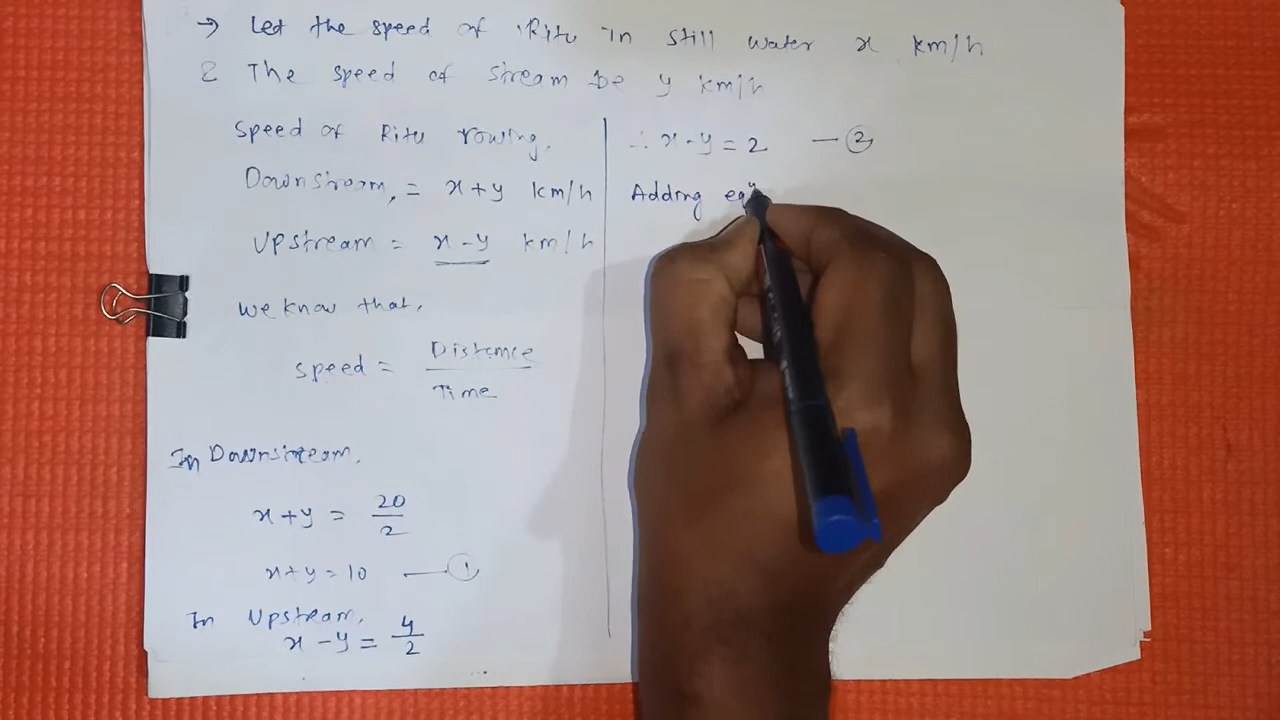 → Let the speed of Ritu in still water x km/h
& The speed of stream be y km/h
Speed of Ritu rowing,
Downstream, = x+y km/h
Upstream = x-y km/h
we know that,
speed = Distance / Time
In Downstream,
x+y = 20/2
x+y=10 —①
In Upstream,
x-y = 4/2
∴ x-y=2 —②
Adding eqⁿ